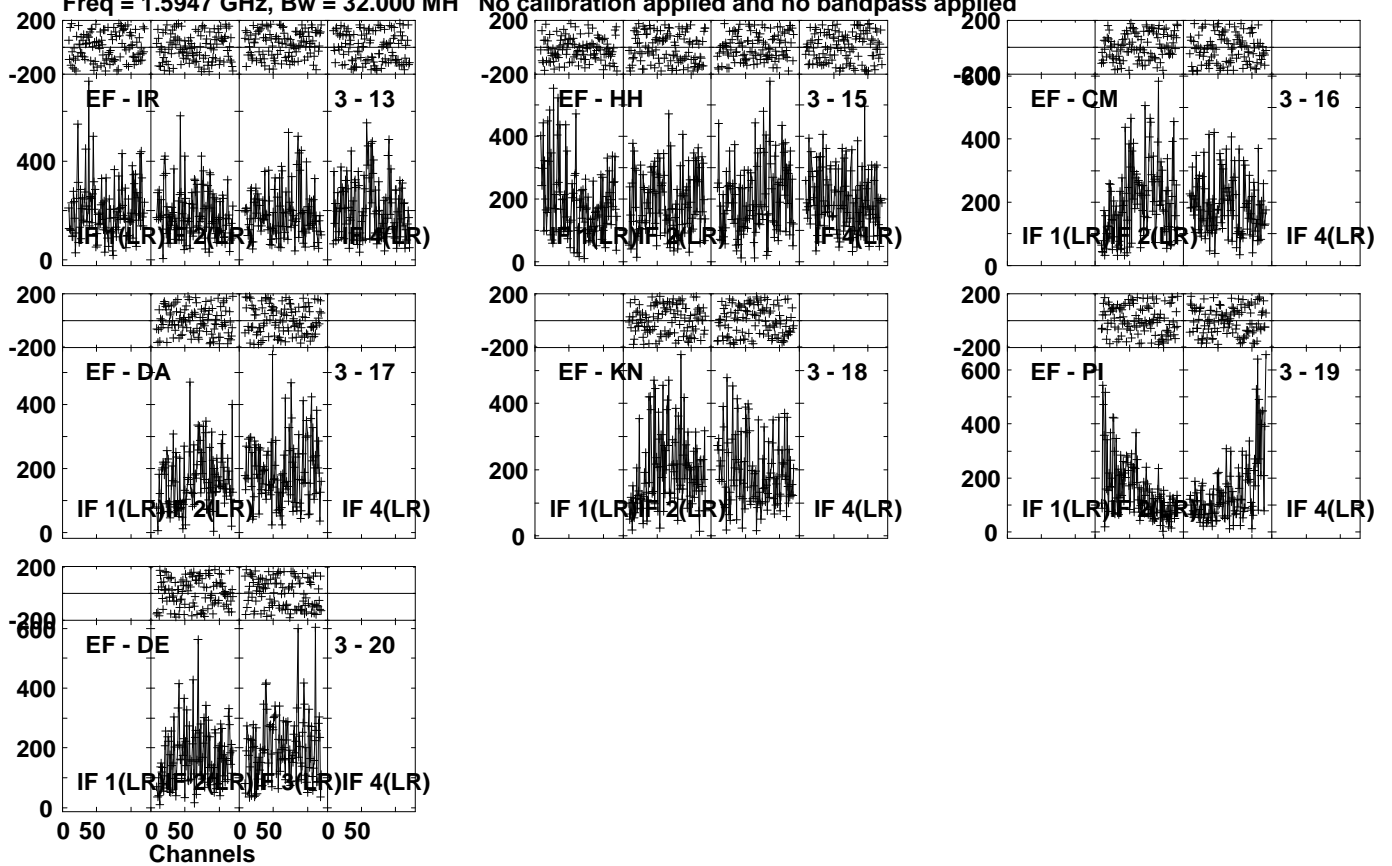 Freq = 1.5947 GHz, Bw = 32.000 MH No calibration applied and no bandpass applied
200
-200
EF - IR 3 - 13
400
0
IF 1(LR) IF 2(LR) IF 4(LR)
-200
EF - HH 3 - 15
600
400
200
0
IF 1(LR) IF 2(LR) IF 4(LR)
200
600
EF - CM 3 - 16
400
200
0
IF 1(LR) IF 2(LR) IF 4(LR)
200
-200
EF - DA 3 - 17
400
200
0
IF 1(LR) IF 2(LR) IF 4(LR)
200
-200
EF - KN 3 - 18
400
200
0
IF 1(LR) IF 2(LR) IF 4(LR)
200
-200
EF - PI 3 - 19
600
400
200
0
IF 1(LR) IF 2(LR) IF 4(LR)
200
-200
600
EF - DE 3 - 20
400
200
0
IF 1(LR) IF 2(LR) IF 3(LR) IF 4(LR)
0 50 0 50 0 50 0 50
Channels